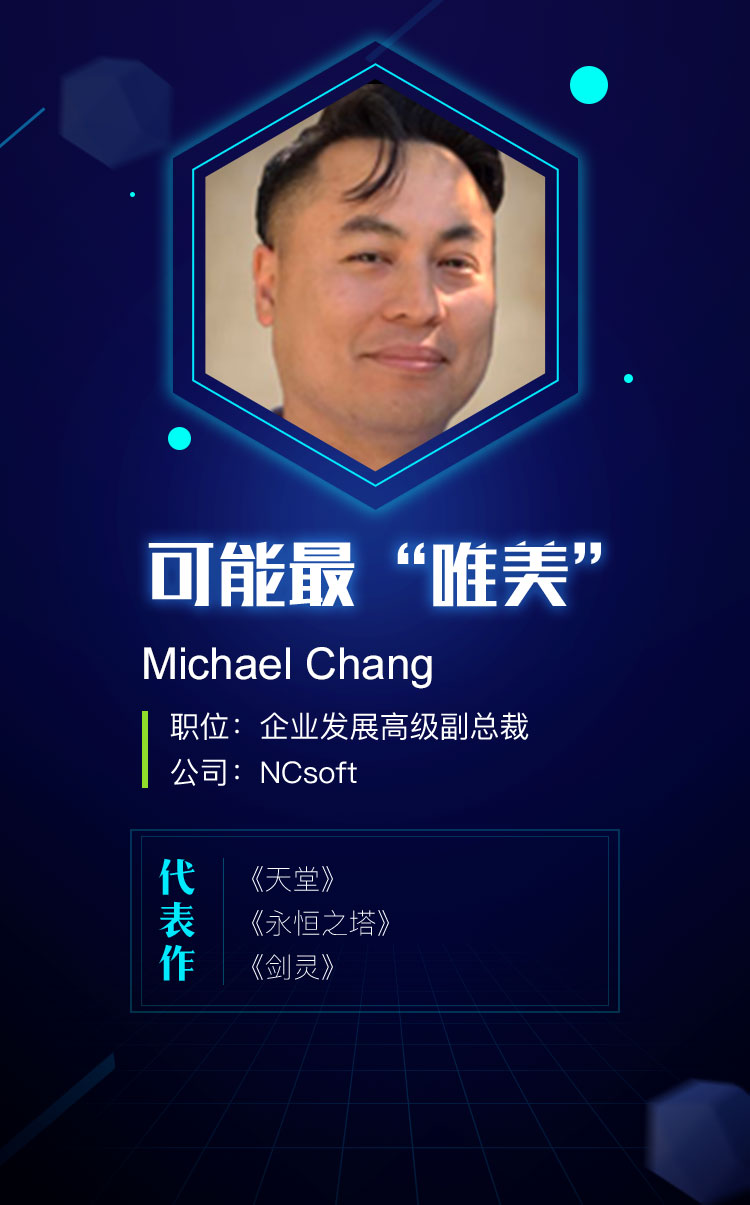 可能最“唯美”
Michael Chang
职位：企业发展高级副总裁
公司：NCsoft
代表作
《天堂》
《永恒之塔》
《剑灵》